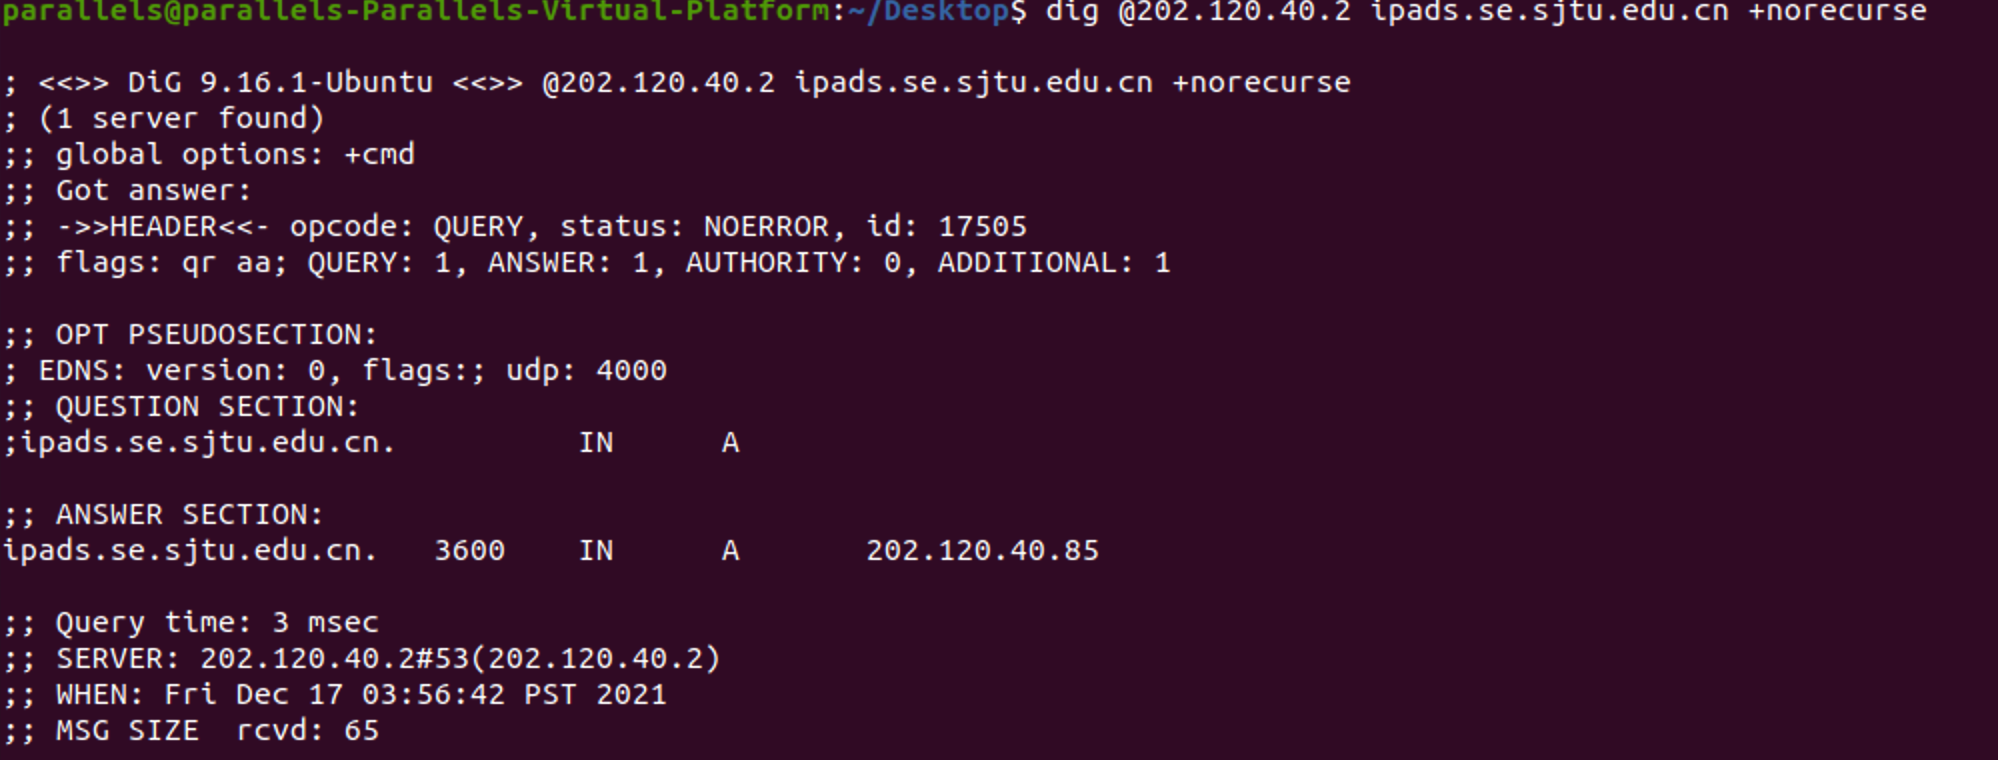 parallels@parallels-Parallels-Virtual-Platform:~/Desktop$ dig @202.120.40.2 ipads.se.sjtu.edu.cn +norecurse
; <<>> DiG 9.16.1-Ubuntu <<>> @202.120.40.2 ipads.se.sjtu.edu.cn +norecurse
; (1 server found)
;; global options: +cmd
;; Got answer:
;; ->>HEADER<<- opcode: QUERY, status: NOERROR, id: 17505
;; flags: qr aa; QUERY: 1, ANSWER: 1, AUTHORITY: 0, ADDITIONAL: 1
;; OPT PSEUDOSECTION:
; EDNS: version: 0, flags:; udp: 4000
;; QUESTION SECTION:
;ipads.se.sjtu.edu.cn. IN A
;; ANSWER SECTION:
ipads.se.sjtu.edu.cn. 3600 IN A 202.120.40.85
;; Query time: 3 msec
;; SERVER: 202.120.40.2#53(202.120.40.2)
;; WHEN: Fri Dec 17 03:56:42 PST 2021
;; MSG SIZE  rcvd: 65